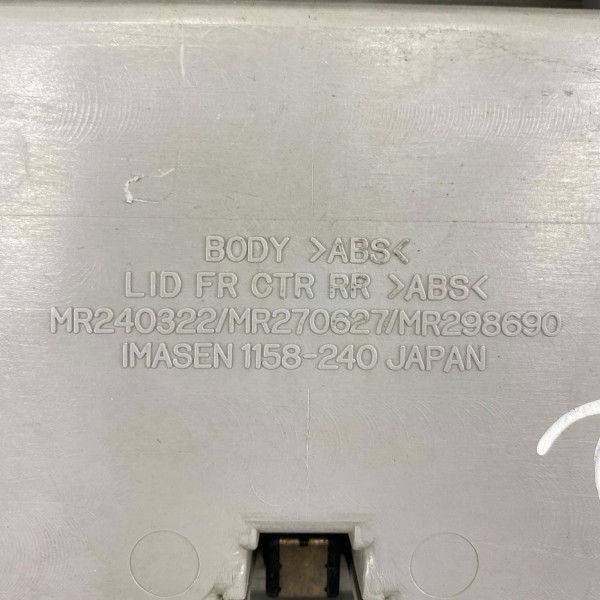 BODY >ABS<
LID FR CTR RR >ABS<
MR240322/MR270627/MR298690
IMASEN 1158-240 JAPAN